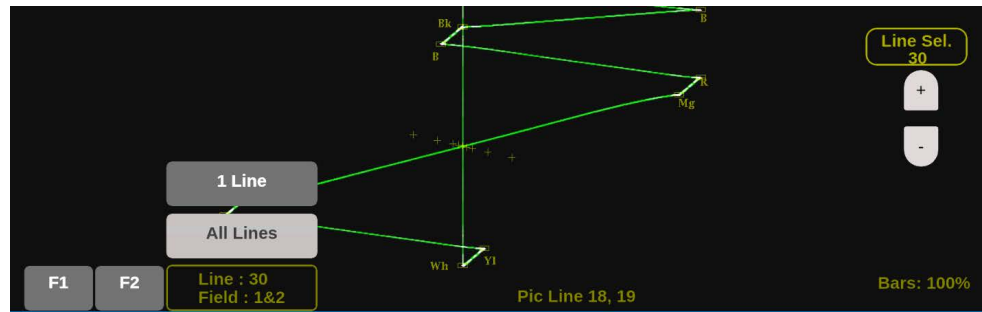 B
Bk
B
Line Sel.
30
R
Mg
+
-
1 Line
All Lines
Wh
Yl
F1
F2
Line : 30
Field : 1&2
Pic Line 18, 19
Bars: 100%